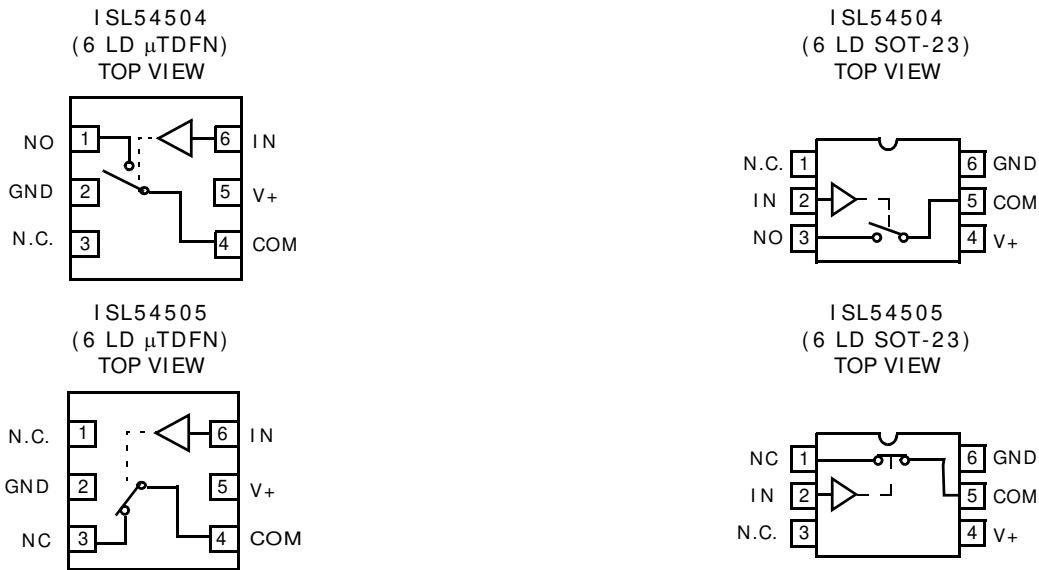 ISL54504
(6 LD μTDFN)
TOP VIEW
NO 1 6 IN
GND 2 5 V+
N.C. 3 4 COM
ISL54504
(6 LD SOT-23)
TOP VIEW
N.C. 1 6 GND
IN 2 5 COM
NO 3 4 V+
ISL54505
(6 LD μTDFN)
TOP VIEW
N.C. 1 6 IN
GND 2 5 V+
NC 3 4 COM
ISL54505
(6 LD SOT-23)
TOP VIEW
NC 1 6 GND
IN 2 5 COM
N.C. 3 4 V+